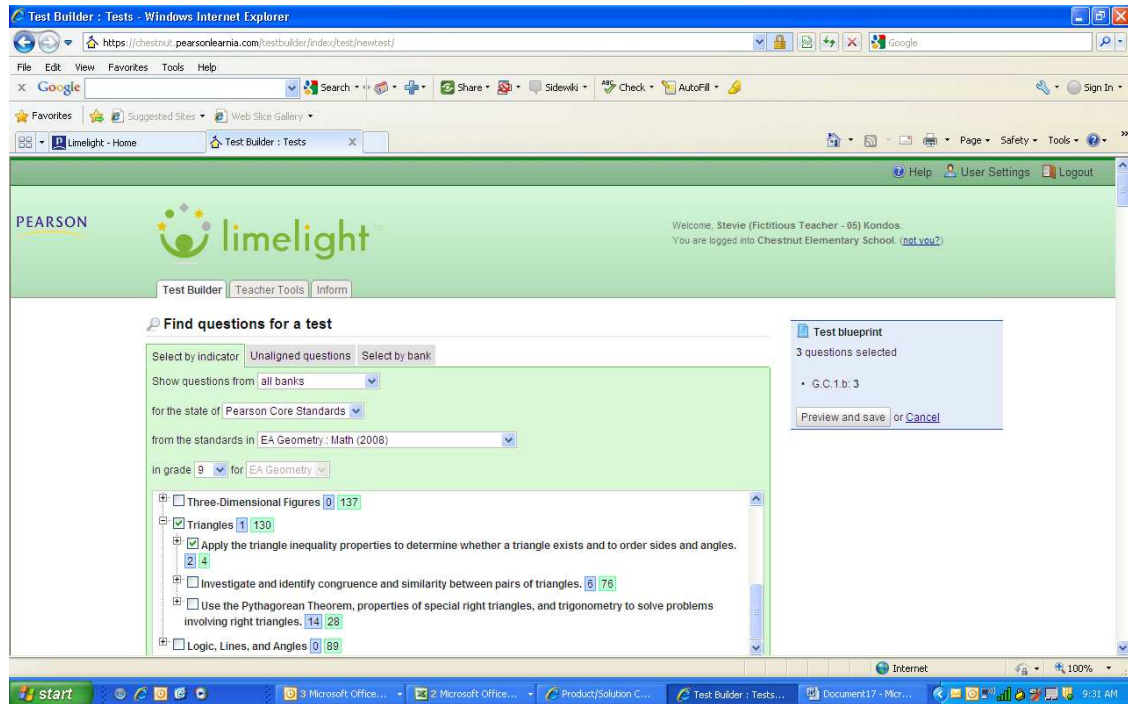 Test Builder : Tests - Windows Internet Explorer
https://chestnut.pearsonlearnia.com/testbuilder/index/test/newtest/
Google
File Edit View Favorites Tools Help
x Google Search Share Sidewiki Check AutoFill Sign In
Favorites Suggested Sites Web Slice Gallery
Limelight - Home Test Builder : Tests x Page Safety Tools
Help User Settings Logout
PEARSON
limelight
Welcome, Stevie (Fictitious Teacher - 05) Kondos.
You are logged into Chestnut Elementary School. (not you?)
Test Builder Teacher Tools Inform
Find questions for a test
Select by indicator Unaligned questions Select by bank
Show questions from all banks
for the state of Pearson Core Standards
from the standards in EA Geometry : Math (2008)
in grade 9 for EA Geometry
Three-Dimensional Figures 0 137
Triangles 1 130
Apply the triangle inequality properties to determine whether a triangle exists and to order sides and angles.
2 4
Investigate and identify congruence and similarity between pairs of triangles. 6 76
Use the Pythagorean Theorem, properties of special right triangles, and trigonometry to solve problems
involving right triangles. 14 28
Logic, Lines, and Angles 0 89
Test blueprint
3 questions selected
• G.C.1.b: 3
Preview and save or Cancel
Internet 100%
start 3 Microsoft Office... 2 Microsoft Office... Product/Solution C... Test Builder : Tests... Document17 - Micr... 9:31 AM